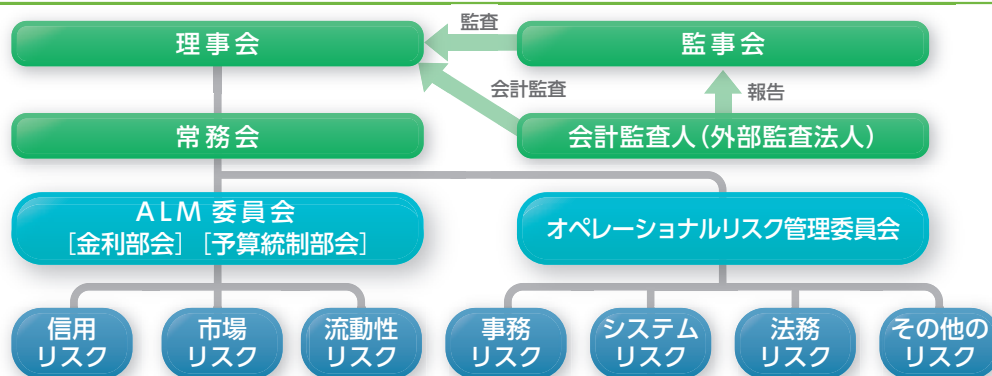 監査
理事会
監事会
会計監査
報告
常務会
会計監査人（外部監査法人）
ALM 委員会
［金利部会］［予算統制部会］
オペレーショナルリスク管理委員会
信用
リスク
市場
リスク
流動性
リスク
事務
リスク
システム
リスク
法務
リスク
その他の
リスク